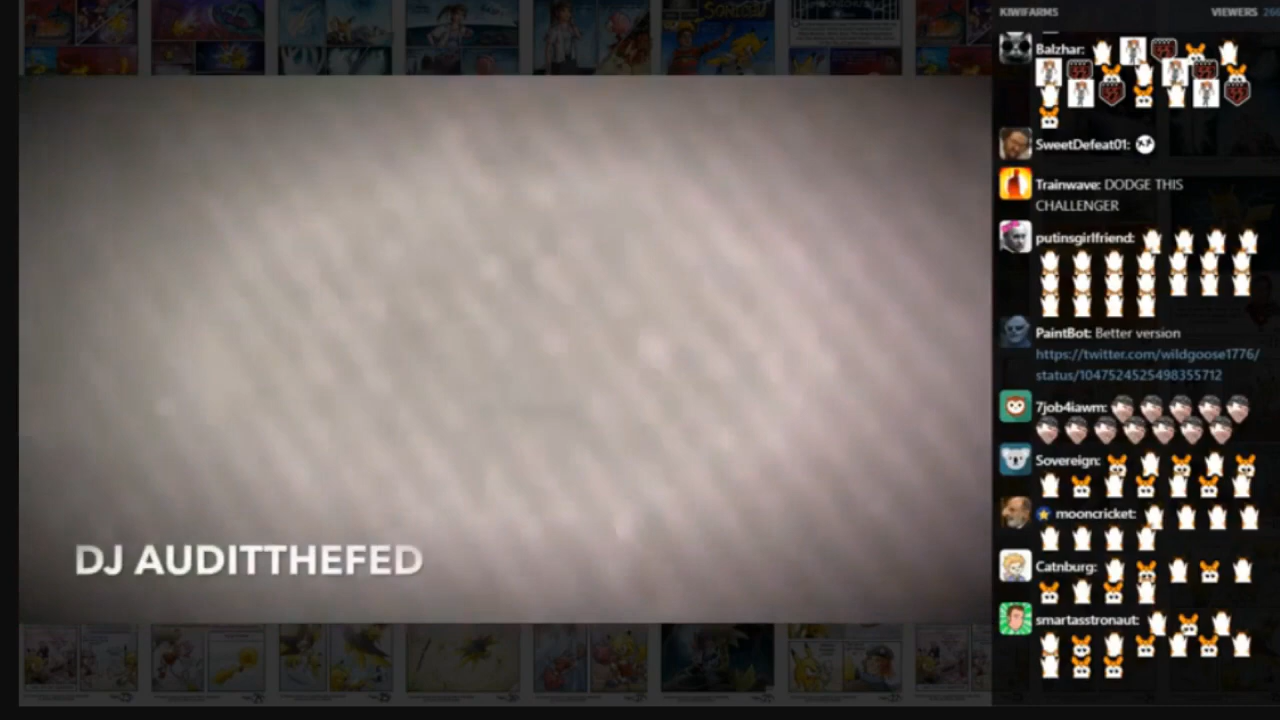 KIWIFARMS
VIEWERS
Balzhar:
SweetDefeat01:
Trainwave: DODGE THIS
CHALLENGER
putinsgirlfriend:
PaintBot: Better version
https://twitter.com/wildgoose1776/
status/1047524525498355712
7job4iawm:
Sovereign:
mooncricket:
Catnburg:
smartasstronaut:
DJ AUDITTHEFED